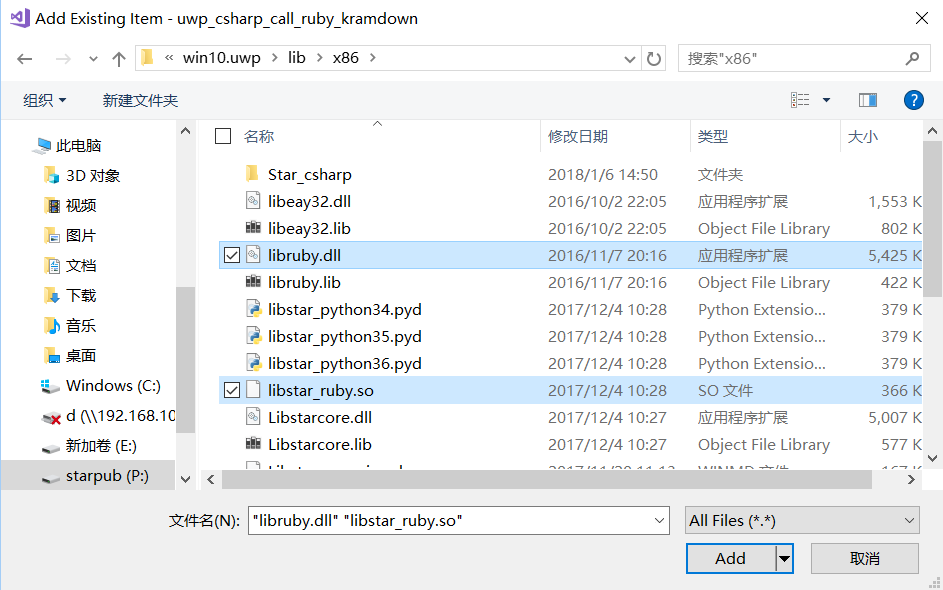 Add Existing Item - uwp_csharp_call_ruby_kramdown
« win10.uwp > lib > x86 >
搜索"x86"
组织 新建文件夹
名称 修改日期 类型 大小
此电脑
3D 对象
视频
图片
文档
下载
音乐
桌面
Windows (C:)
d (\\192.168.10
新加卷 (E:)
starpub (P:)
Star_csharp 2018/1/6 14:50 文件夹
libeay32.dll 2016/10/2 22:05 应用程序扩展 1,553 K
libeay32.lib 2016/10/2 22:05 Object File Library 802 K
libruby.dll 2016/11/7 20:16 应用程序扩展 5,425 K
libruby.lib 2016/11/7 20:16 Object File Library 422 K
libstar_python34.pyd 2017/12/4 10:28 Python Extensio... 379 K
libstar_python35.pyd 2017/12/4 10:28 Python Extensio... 379 K
libstar_python36.pyd 2017/12/4 10:28 Python Extensio... 379 K
libstar_ruby.so 2017/12/4 10:28 SO 文件 366 K
Libstarcore.dll 2017/12/4 10:27 应用程序扩展 5,007 K
Libstarcore.lib 2017/12/4 10:27 Object File Library 577 K
文件名(N): "libruby.dll" "libstar_ruby.so" All Files (*.*)
Add 取消